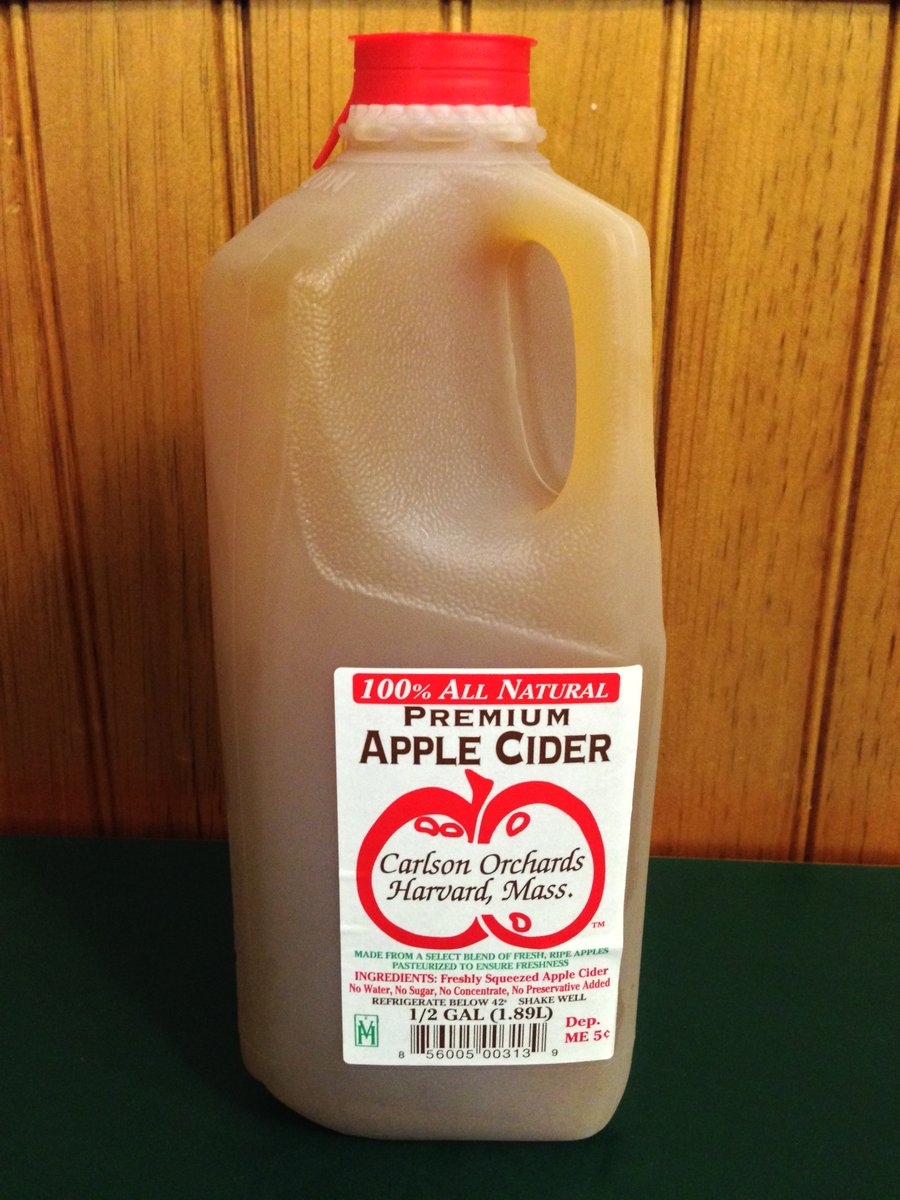 100% ALL NATURAL
PREMIUM
APPLE CIDER
Carlson Orchards
Harvard, Mass.
TM
MADE FROM A SELECT BLEND OF FRESH, RIPE APPLES
PASTEURIZED TO ENSURE FRESHNESS
INGREDIENTS: Freshly Squeezed Apple Cider
No Water, No Sugar, No Concentrate, No Preservative Added
REFRIGERATE BELOW 42° SHAKE WELL
1/2 GAL (1.89L)
Dep.
ME 5¢
8 56005 00313 9